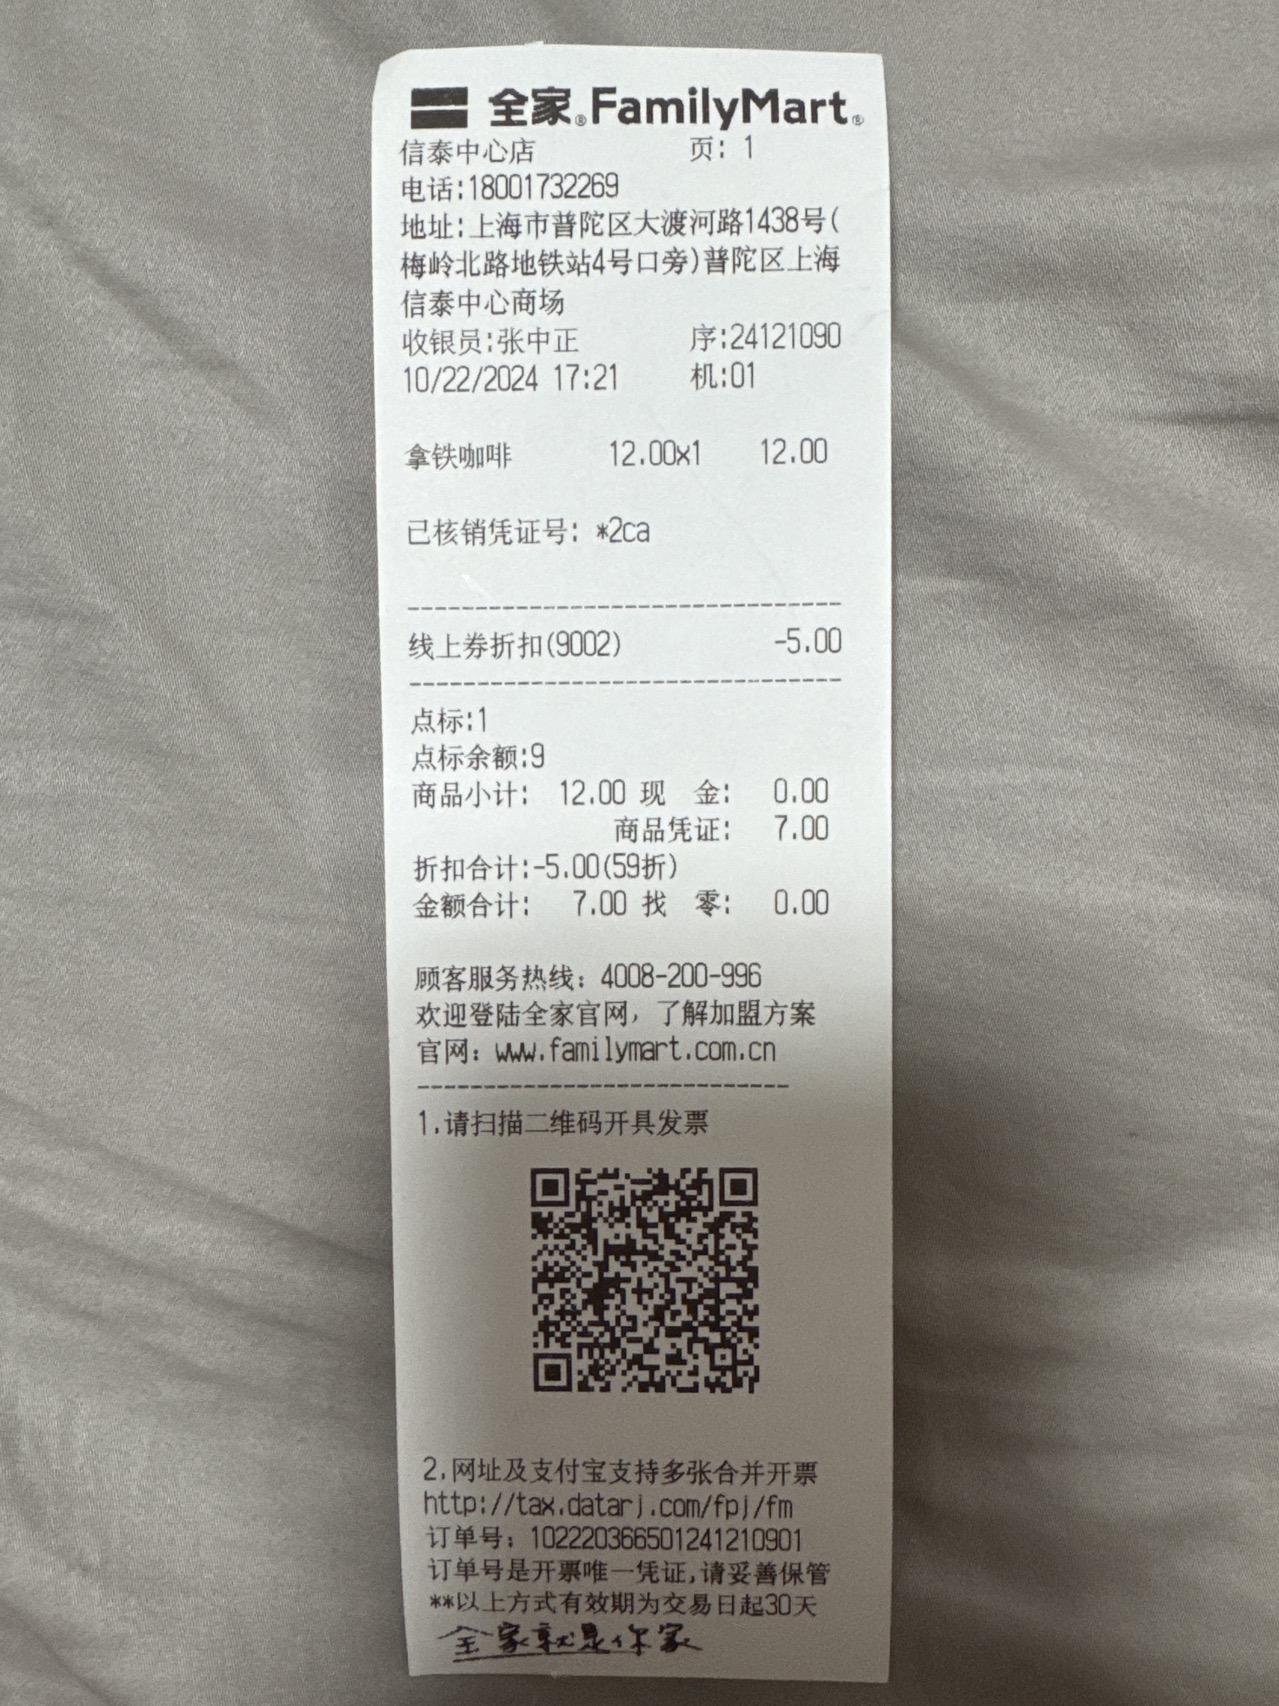 全家®FamilyMart®
信泰中心店 页: 1
电话:18001732269
地址:上海市普陀区大渡河路1438号(
梅岭北路地铁站4号口旁)普陀区上海
信泰中心商场
收银员:张中正 序:24121090
10/22/2024 17:21 机:01
拿铁咖啡 12.00x1 12.00
已核销凭证号: *2ca
--------------------------------
线上券折扣(9002) -5.00
--------------------------------
点标:1
点标余额:9
商品小计: 12.00 现 金: 0.00
商品凭证: 7.00
折扣合计:-5.00(59折)
金额合计: 7.00 找 零: 0.00
顾客服务热线: 4008-200-996
欢迎登陆全家官网，了解加盟方案
官网: www.familymart.com.cn
----------------------------
1.请扫描二维码开具发票
2.网址及支付宝支持多张合并开票
http://tax.datarj.com/fpj/fm
订单号: 1022203665012412109​01
订单号是开票唯一凭证,请妥善保管
**以上方式有效期为交易日起30天
全家就是你家